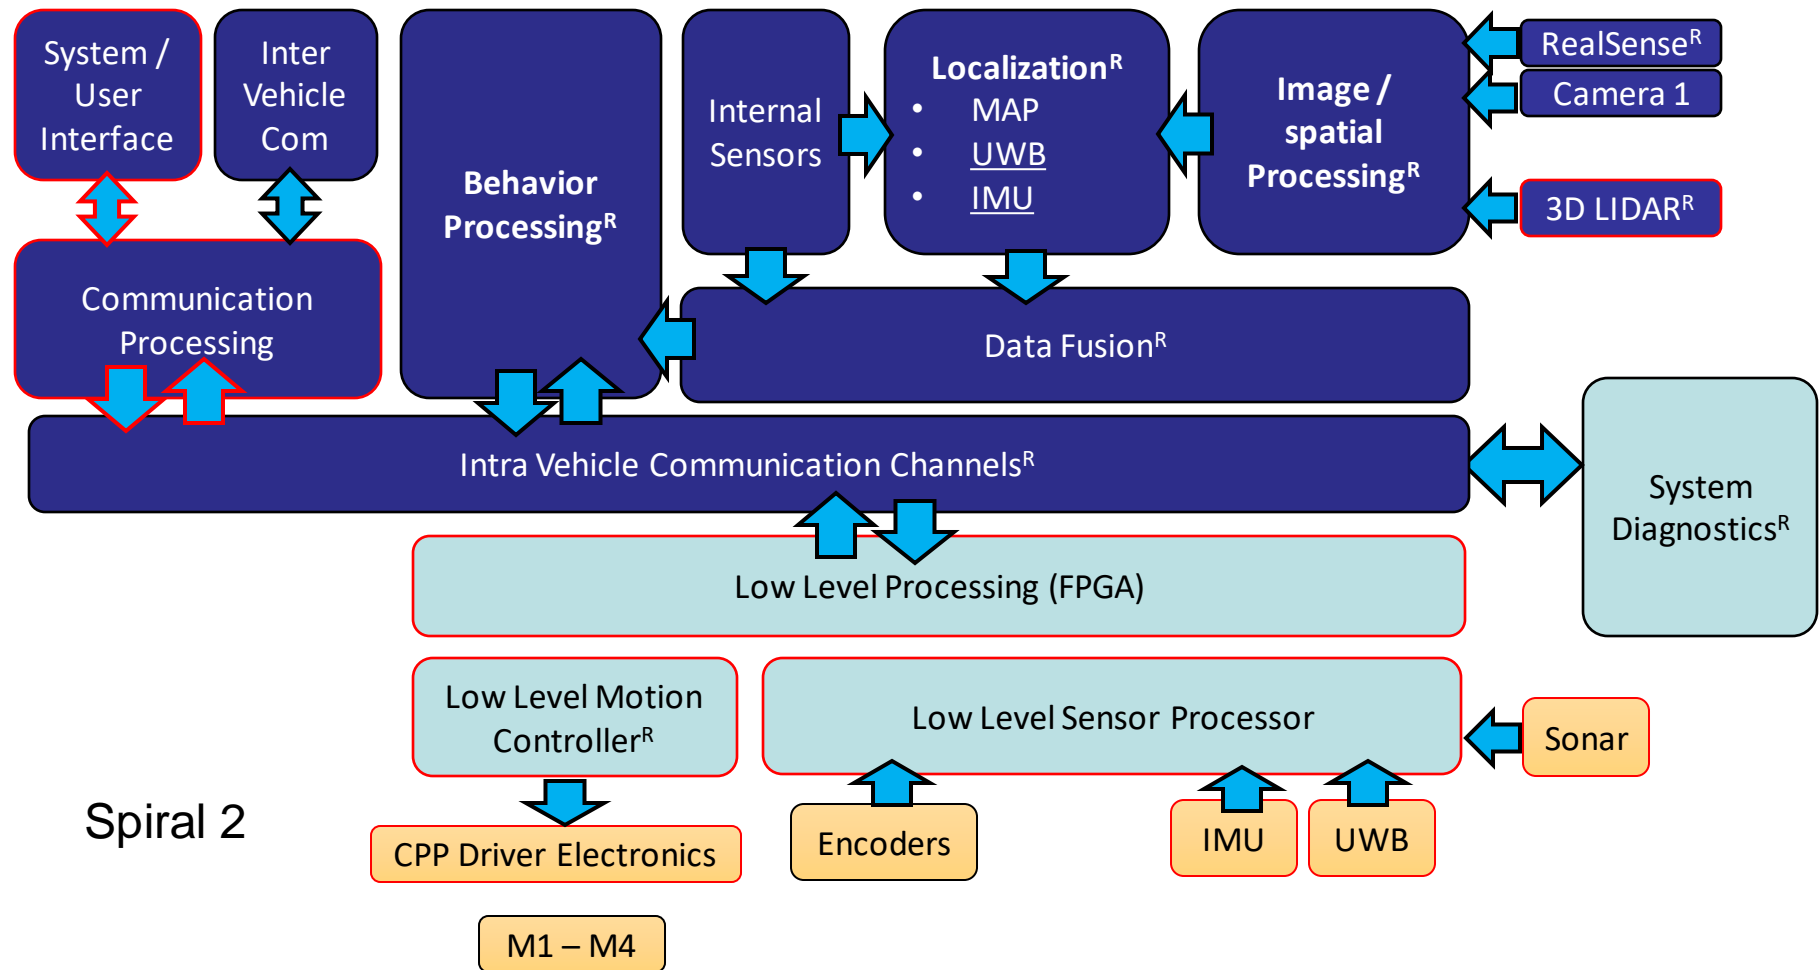 System /
User
Interface
Inter
Vehicle
Com
Behavior
Processingᴿ
Internal
Sensors
Localizationᴿ
• MAP
• UWB
• IMU
Image /
spatial
Processingᴿ
RealSenseᴿ
Camera 1
3D LIDARᴿ
Communication
Processing
Data Fusionᴿ
Intra Vehicle Communication Channelsᴿ
System
Diagnosticsᴿ
Low Level Processing (FPGA)
Low Level Motion
Controllerᴿ
Low Level Sensor Processor
Sonar
Spiral 2
CPP Driver Electronics
Encoders
IMU
UWB
M1 – M4